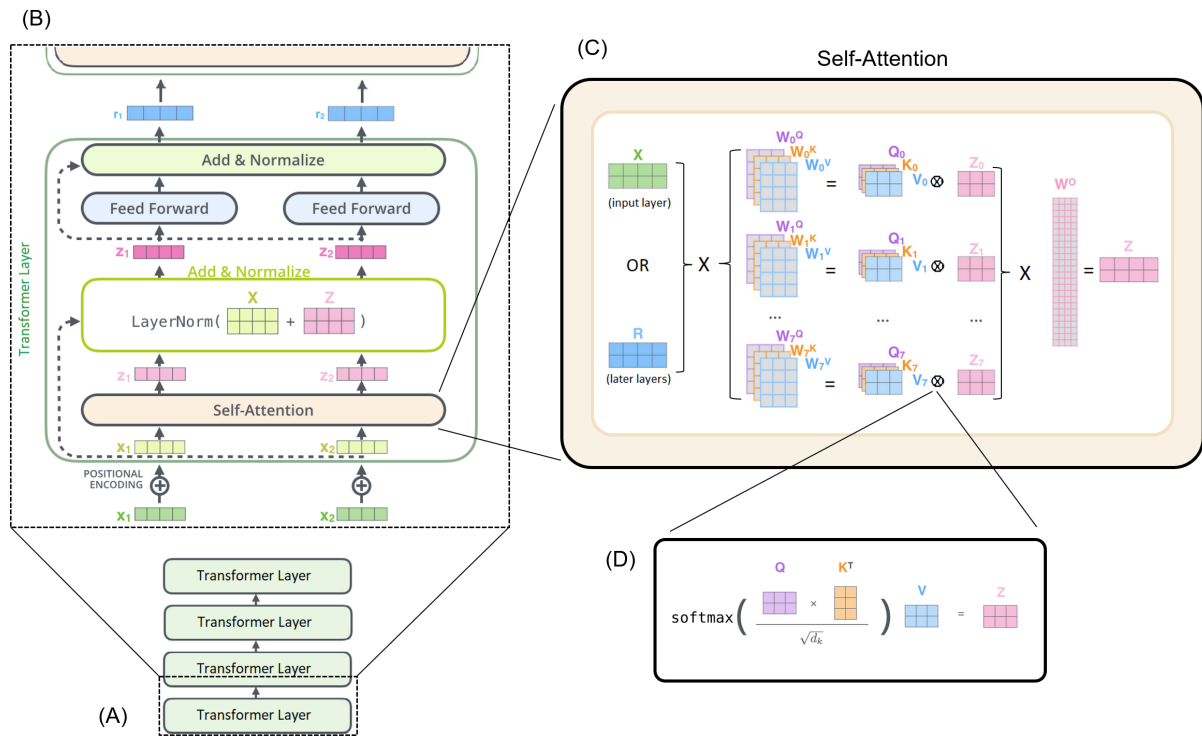 (B)
r₁
r₂
Add & Normalize
Feed Forward
Feed Forward
z₁
z₂
Add & Normalize
X
Z
LayerNorm( + )
z₁
z₂
Self-Attention
x₁
x₂
POSITIONAL
ENCODING
x₁
x₂
Transformer Layer
(A)
Transformer Layer
Transformer Layer
Transformer Layer
Transformer Layer
(C)
Self-Attention
X
(input layer)
OR
R
(later layers)
X
W₀Q
W₀K
W₀V
=
Q₀
K₀
V₀ ⊗
Z₀
W₁Q
W₁K
W₁V
=
Q₁
K₁
V₁ ⊗
Z₁
...
...
...
W₇Q
W₇K
W₇V
=
Q₇
K₇
V₇ ⊗
Z₇
X
WO
=
Z
(D)
Q
Kᵀ
V
Z
softmax( × ) =
√dₖ